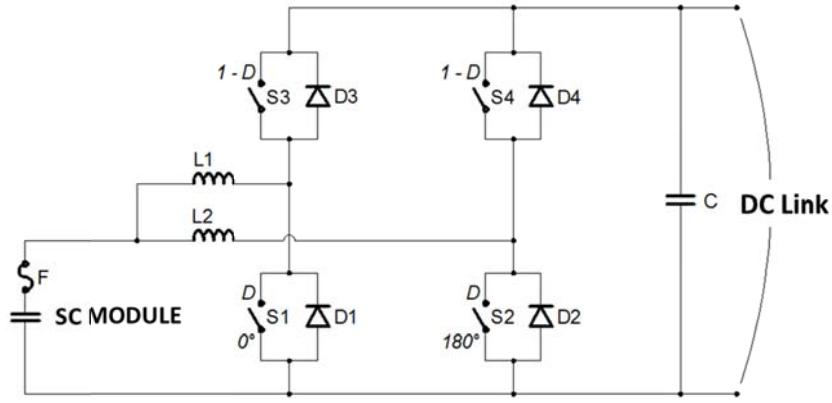 1 - D
S3
D3
1 - D
S4
D4
L1
L2
C
DC Link
F
SC MODULE
D
S1
D1
0°
D
S2
D2
180°